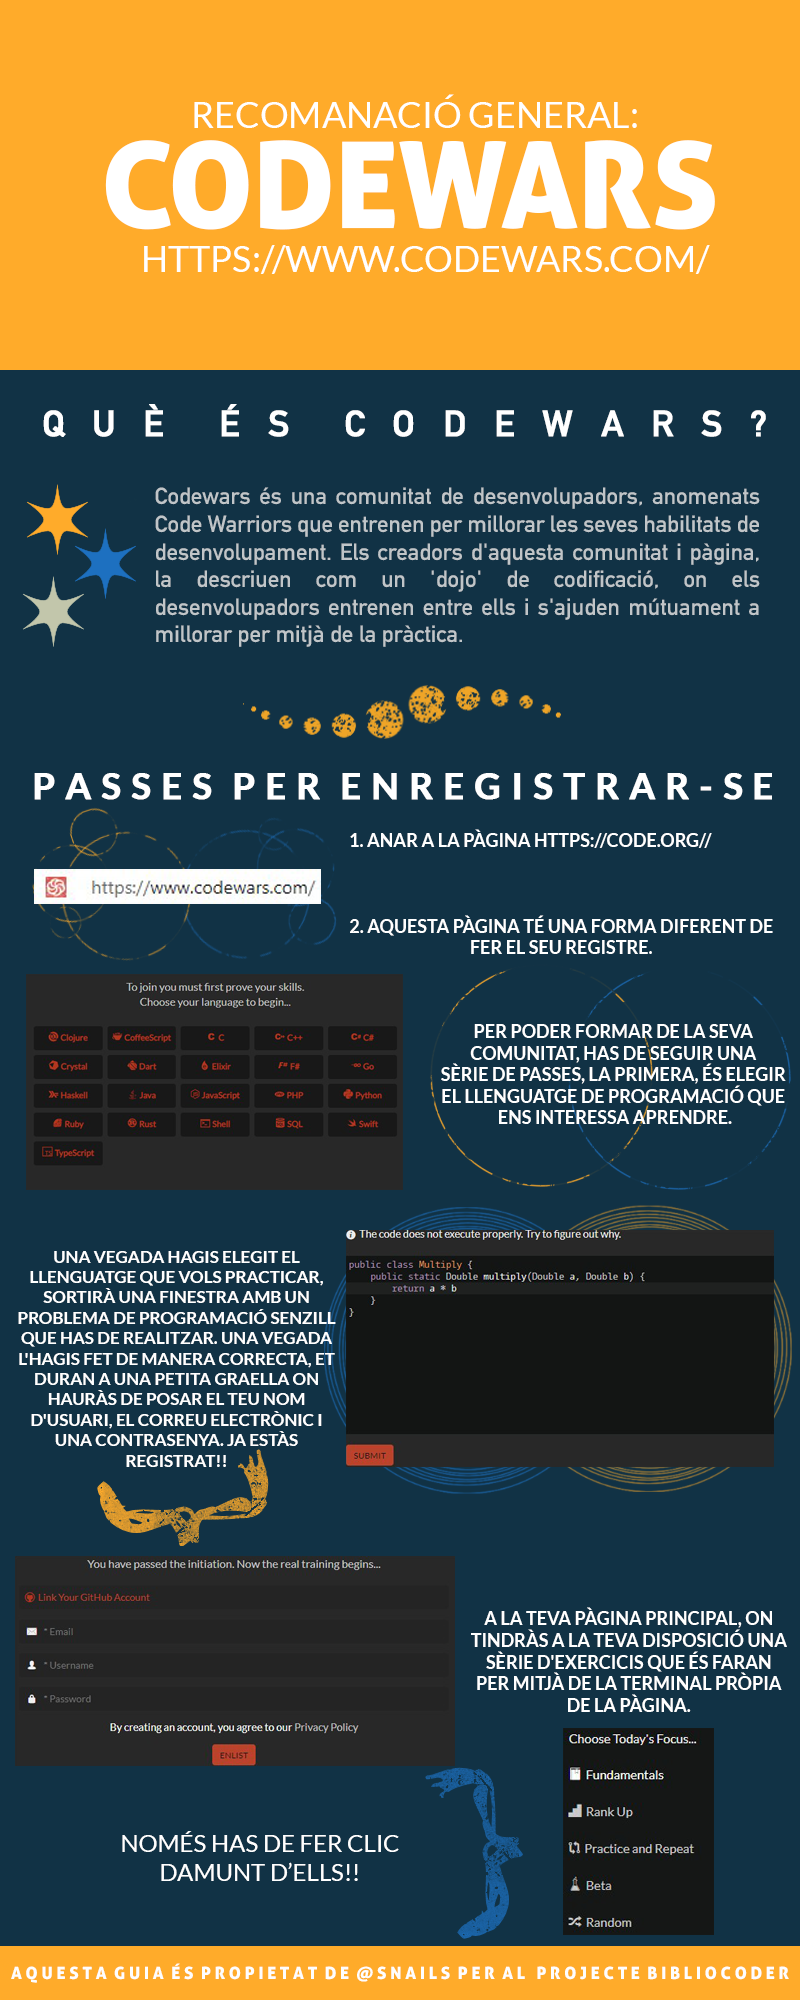 RECOMANACIÓ GENERAL:
CODEWARS
HTTPS://WWW.CODEWARS.COM/
QUÈ ÉS CODEWARS?
Codewars és una comunitat de desenvolupadors, anomenats
Code Warriors que entrenen per millorar les seves habilitats de
desenvolupament. Els creadors d'aquesta comunitat i pàgina,
la descriuen com un 'dojo' de codificació, on els
desenvolupadors entrenen entre ells i s'ajuden mútuament a
millorar per mitjà de la pràctica.
PASSES PER ENREGISTRAR-SE
1. ANAR A LA PÀGINA HTTPS://CODE.ORG//
https://www.codewars.com/
2. AQUESTA PÀGINA TÉ UNA FORMA DIFERENT DE
FER EL SEU REGISTRE.
To join you must first prove your skills.
Choose your language to begin...
Clojure CoffeeScript C C++ C#
Crystal Dart Elixir F# Go
Haskell Java JavaScript PHP Python
Ruby Rust Shell SQL Swift
TypeScript
PER PODER FORMAR DE LA SEVA
COMUNITAT, HAS DE SEGUIR UNA
SÈRIE DE PASSES, LA PRIMERA, ÉS ELEGIR
EL LLENGUATGE DE PROGRAMACIÓ QUE
ENS INTERESSA APRENDRE.
UNA VEGADA HAGIS ELEGIT EL
LLENGUATGE QUE VOLS PRACTICAR,
SORTIRÀ UNA FINESTRA AMB UN
PROBLEMA DE PROGRAMACIÓ SENZILL
QUE HAS DE REALITZAR. UNA VEGADA
L'HAGIS FET DE MANERA CORRECTA, ET
DURAN A UNA PETITA GRAELLA ON
HAURÀS DE POSAR EL TEU NOM
D'USUARI, EL CORREU ELECTRÒNIC I
UNA CONTRASENYA. JA ESTÀS
REGISTRAT!!
The code does not execute properly. Try to figure out why.
public class Multiply {
public static Double multiply(Double a, Double b) {
return a * b
}
}
SUBMIT
You have passed the initiation. Now the real training begins...
Link Your GitHub Account
* Email
* Username
* Password
By creating an account, you agree to our Privacy Policy
ENLIST
A LA TEVA PÀGINA PRINCIPAL, ON
TINDRÀS A LA TEVA DISPOSICIÓ UNA
SÈRIE D'EXERCICIS QUE ÉS FARAN
PER MITJÀ DE LA TERMINAL PRÒPIA
DE LA PÀGINA.
Choose Today's Focus...
Fundamentals
Rank Up
Practice and Repeat
Beta
Random
NOMÉS HAS DE FER CLIC
DAMUNT D’ELLS!!
AQUESTA GUIA ÉS PROPIETAT DE @SNAILS PER AL PROJECTE BIBLIOCODER